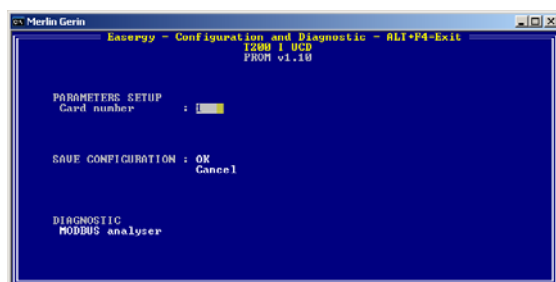 Merlin Gerin
Easergy - Configuration and Diagnostic - ALT+F4=Exit
T200 I UCD
PROM v1.10
PARAMETERS SETUP
Card number : 1
SAVE CONFIGURATION : OK
Cancel
DIAGNOSTIC
MODBUS analyser